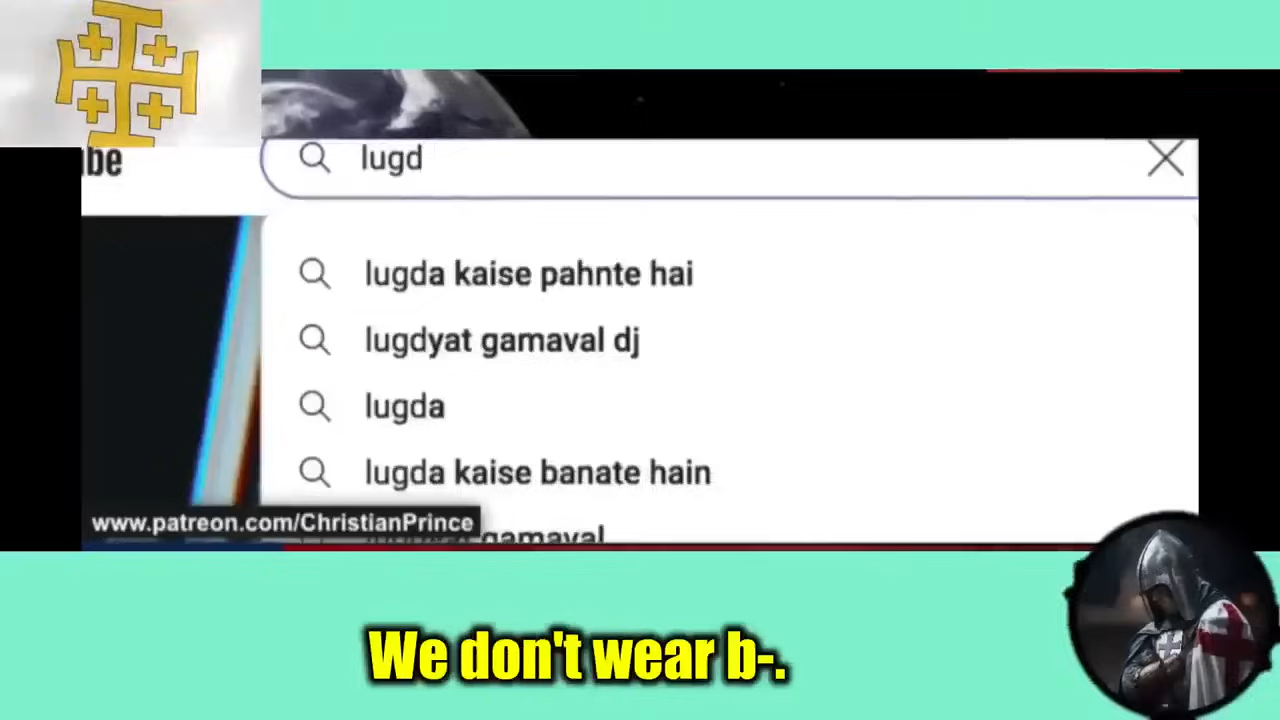 be
lugd
lugda kaise pahnte hai
lugdyat gamaval dj
lugda
lugda kaise banate hain
www.patreon.com/ChristianPrince
gamaval
We don't wear b-.